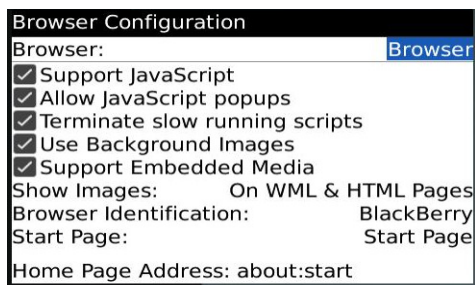 Browser Configuration
Browser: Browser
Support JavaScript
Allow JavaScript popups
Terminate slow running scripts
Use Background Images
Support Embedded Media
Show Images: On WML & HTML Pages
Browser Identification: BlackBerry
Start Page: Start Page
Home Page Address: about:start